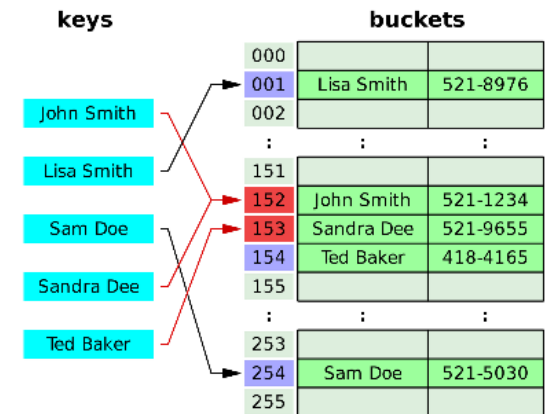 keys
buckets
John Smith
Lisa Smith
Sam Doe
Sandra Dee
Ted Baker
000
001 Lisa Smith 521-8976
002
: : :
151
152 John Smith 521-1234
153 Sandra Dee 521-9655
154 Ted Baker 418-4165
155
: : :
253
254 Sam Doe 521-5030
255